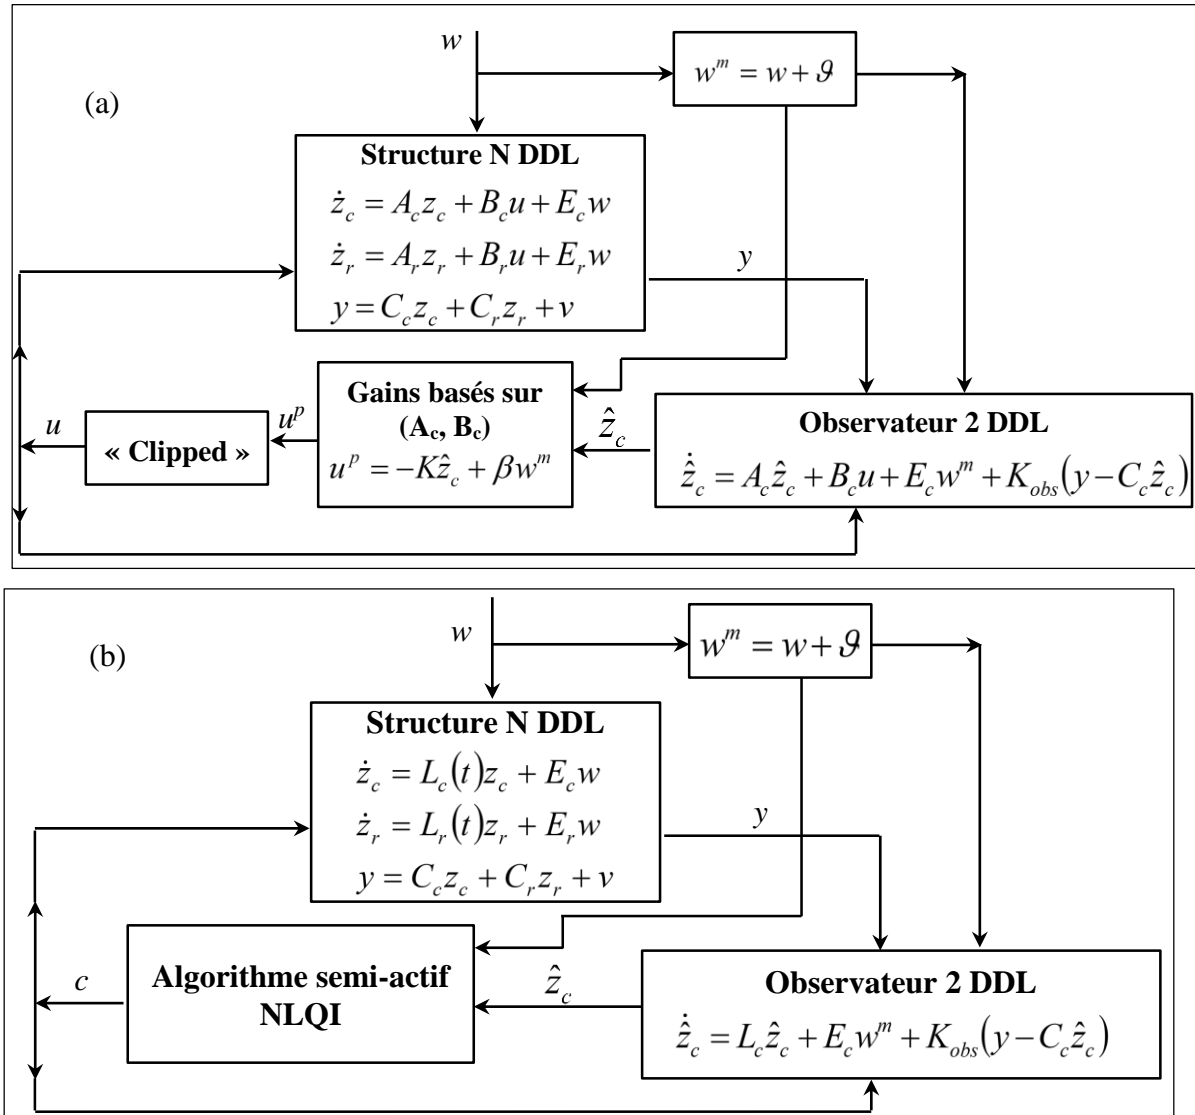 w
w^m = w + ϑ
(a)
Structure N DDL
ż_c = A_c z_c + B_c u + E_c w
ż_r = A_r z_r + B_r u + E_r w
y = C_c z_c + C_r z_r + v
y
Gains basés sur
(A_c, B_c)
u^p = −Kẑ_c + βw^m
u^p
« Clipped »
u
ẑ_c
Observateur 2 DDL
ẑ̇_c = A_c ẑ_c + B_c u + E_c w^m + K_obs(y − C_c ẑ_c)
w
w^m = w + ϑ
(b)
Structure N DDL
ż_c = L_c(t)z_c + E_c w
ż_r = L_r(t)z_r + E_r w
y = C_c z_c + C_r z_r + v
y
Algorithme semi-actif
NLQI
c
ẑ_c
Observateur 2 DDL
ẑ̇_c = L_c ẑ_c + E_c w^m + K_obs(y − C_c ẑ_c)